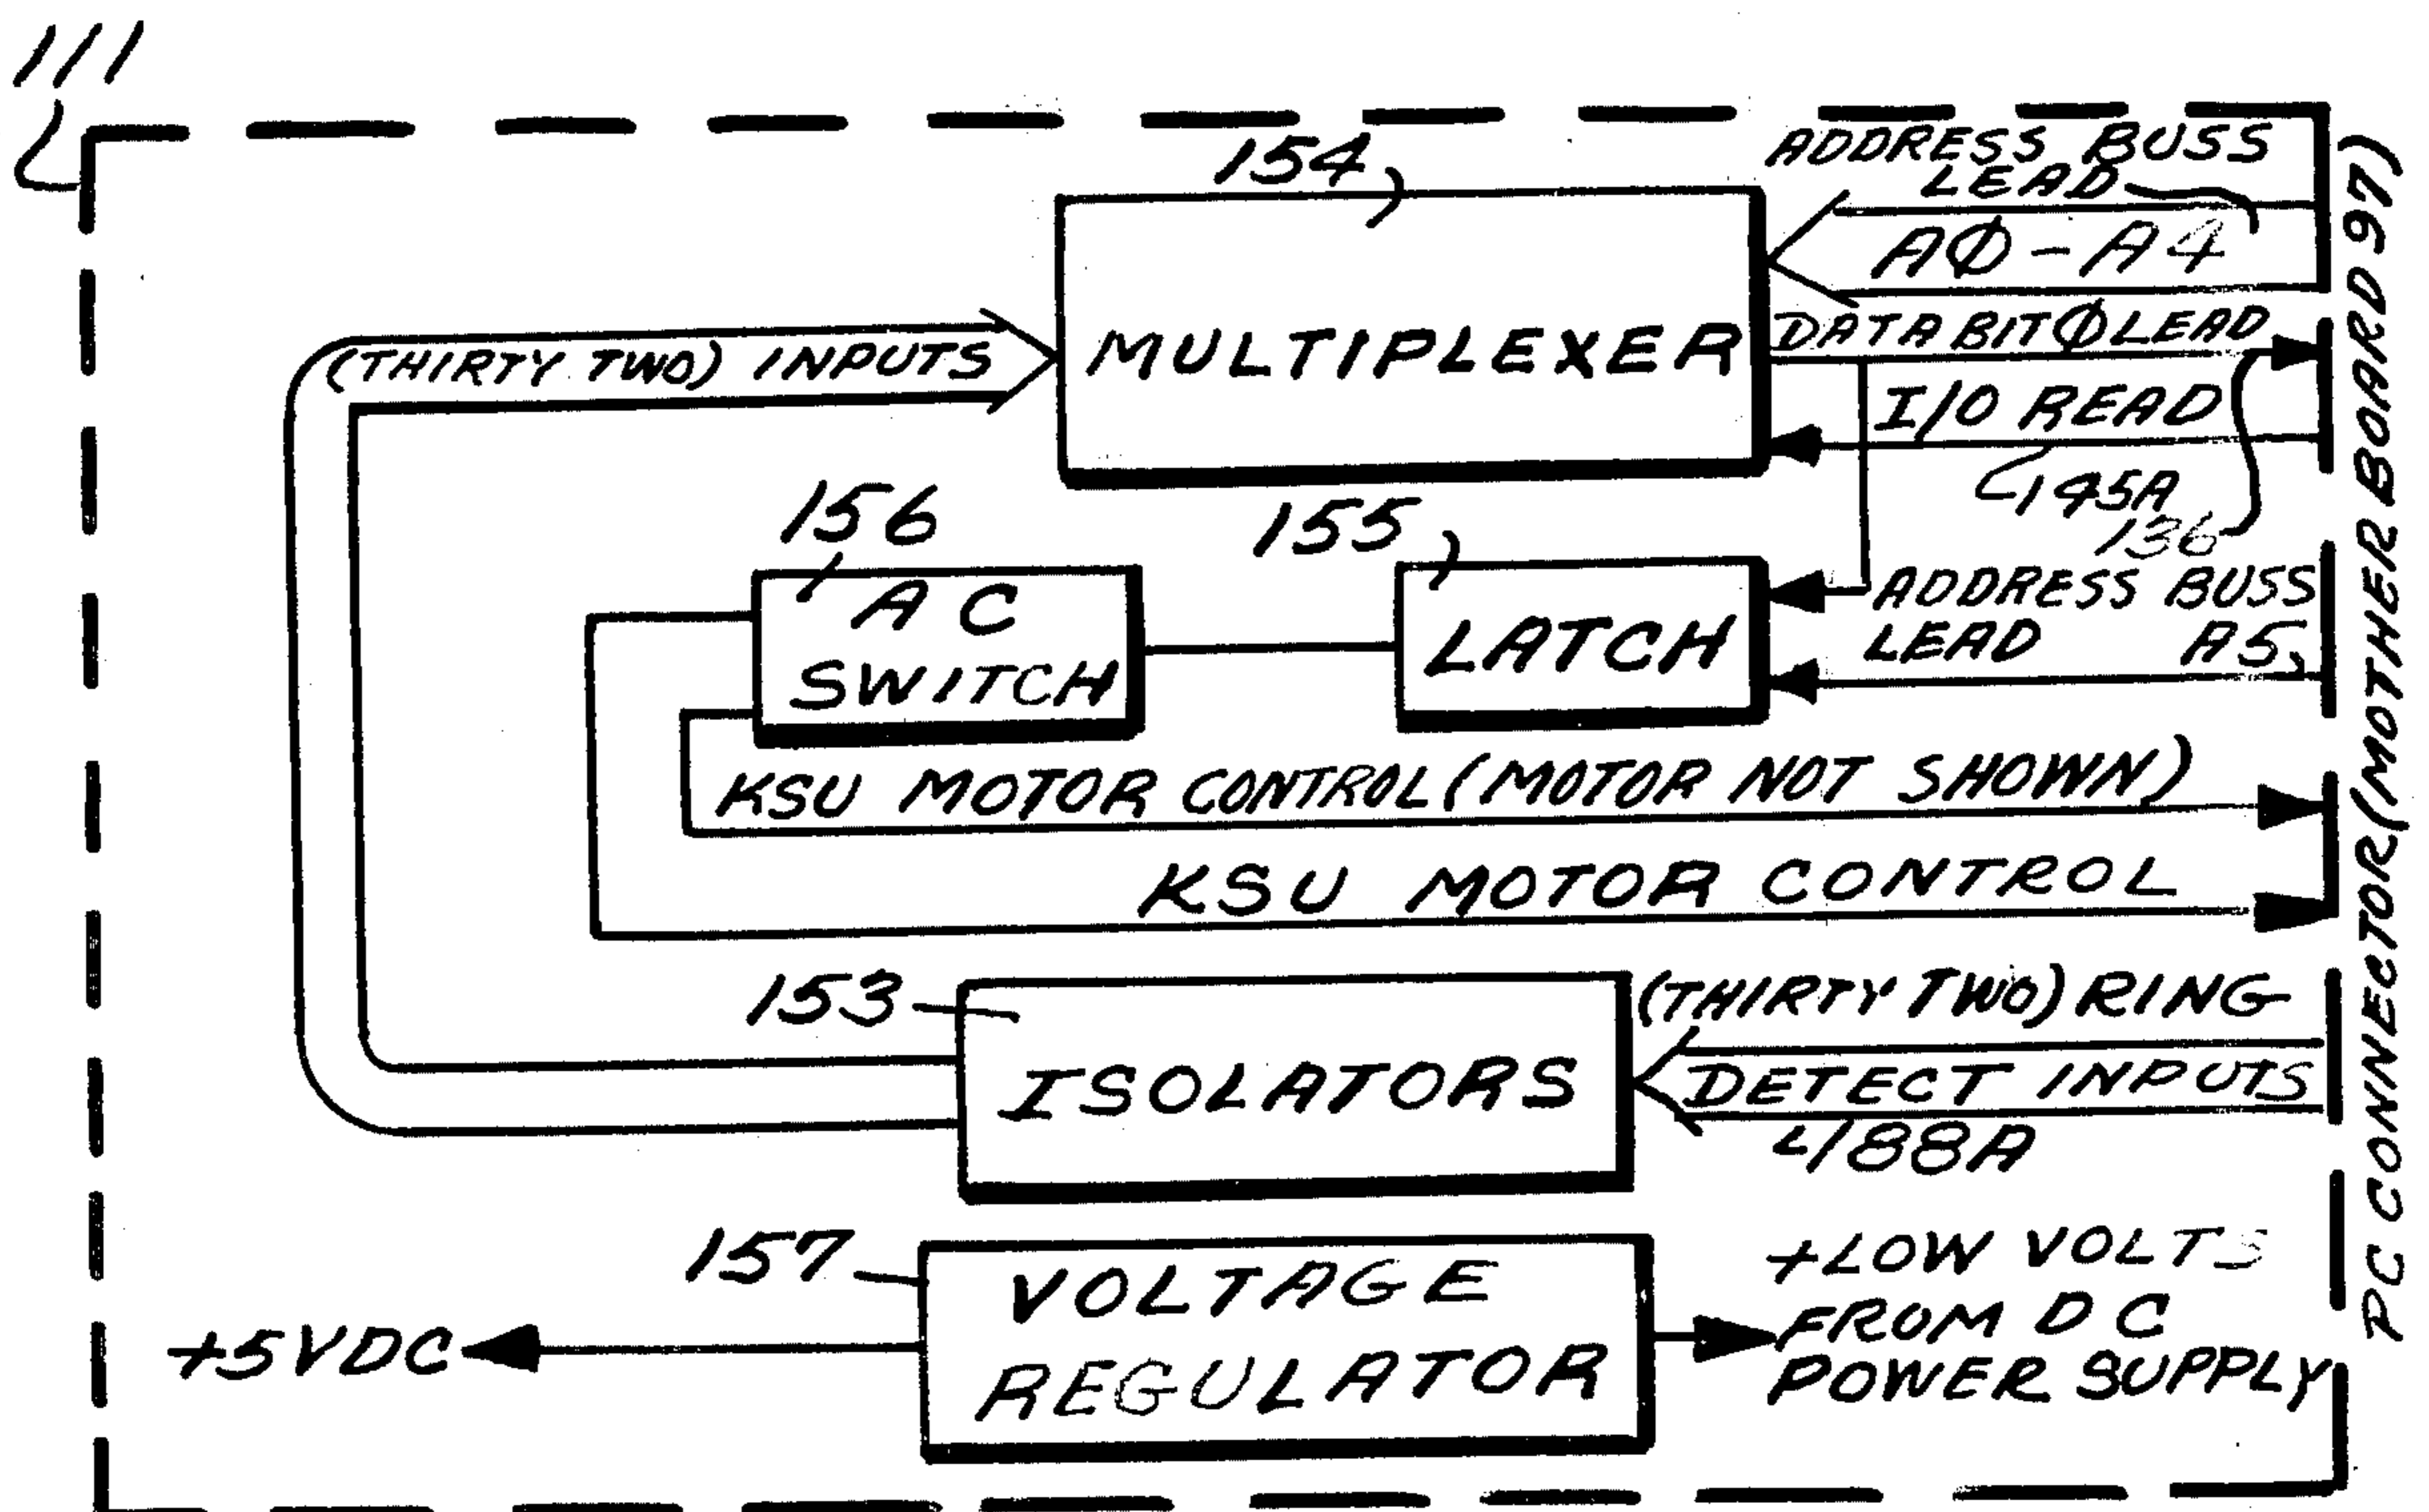 111
154
ADDRESS BUSS
LEAD
AØ-A4
MULTIPLEXER
DATA BIT Ø LEAD
(THIRTY TWO) INPUTS
I/O READ
145A
136
156
155
AC
SWITCH
LATCH
ADDRESS BUSS
LEAD A5
KSU MOTOR CONTROL (MOTOR NOT SHOWN)
KSU MOTOR CONTROL
153
ISOLATORS
(THIRTY TWO) RING
DETECT INPUTS
188A
157
VOLTAGE
REGULATOR
+5VDC
+LOW VOLTS
FROM DC
POWER SUPPLY
PC CONNECTOR (MOTHER BOARD 97)